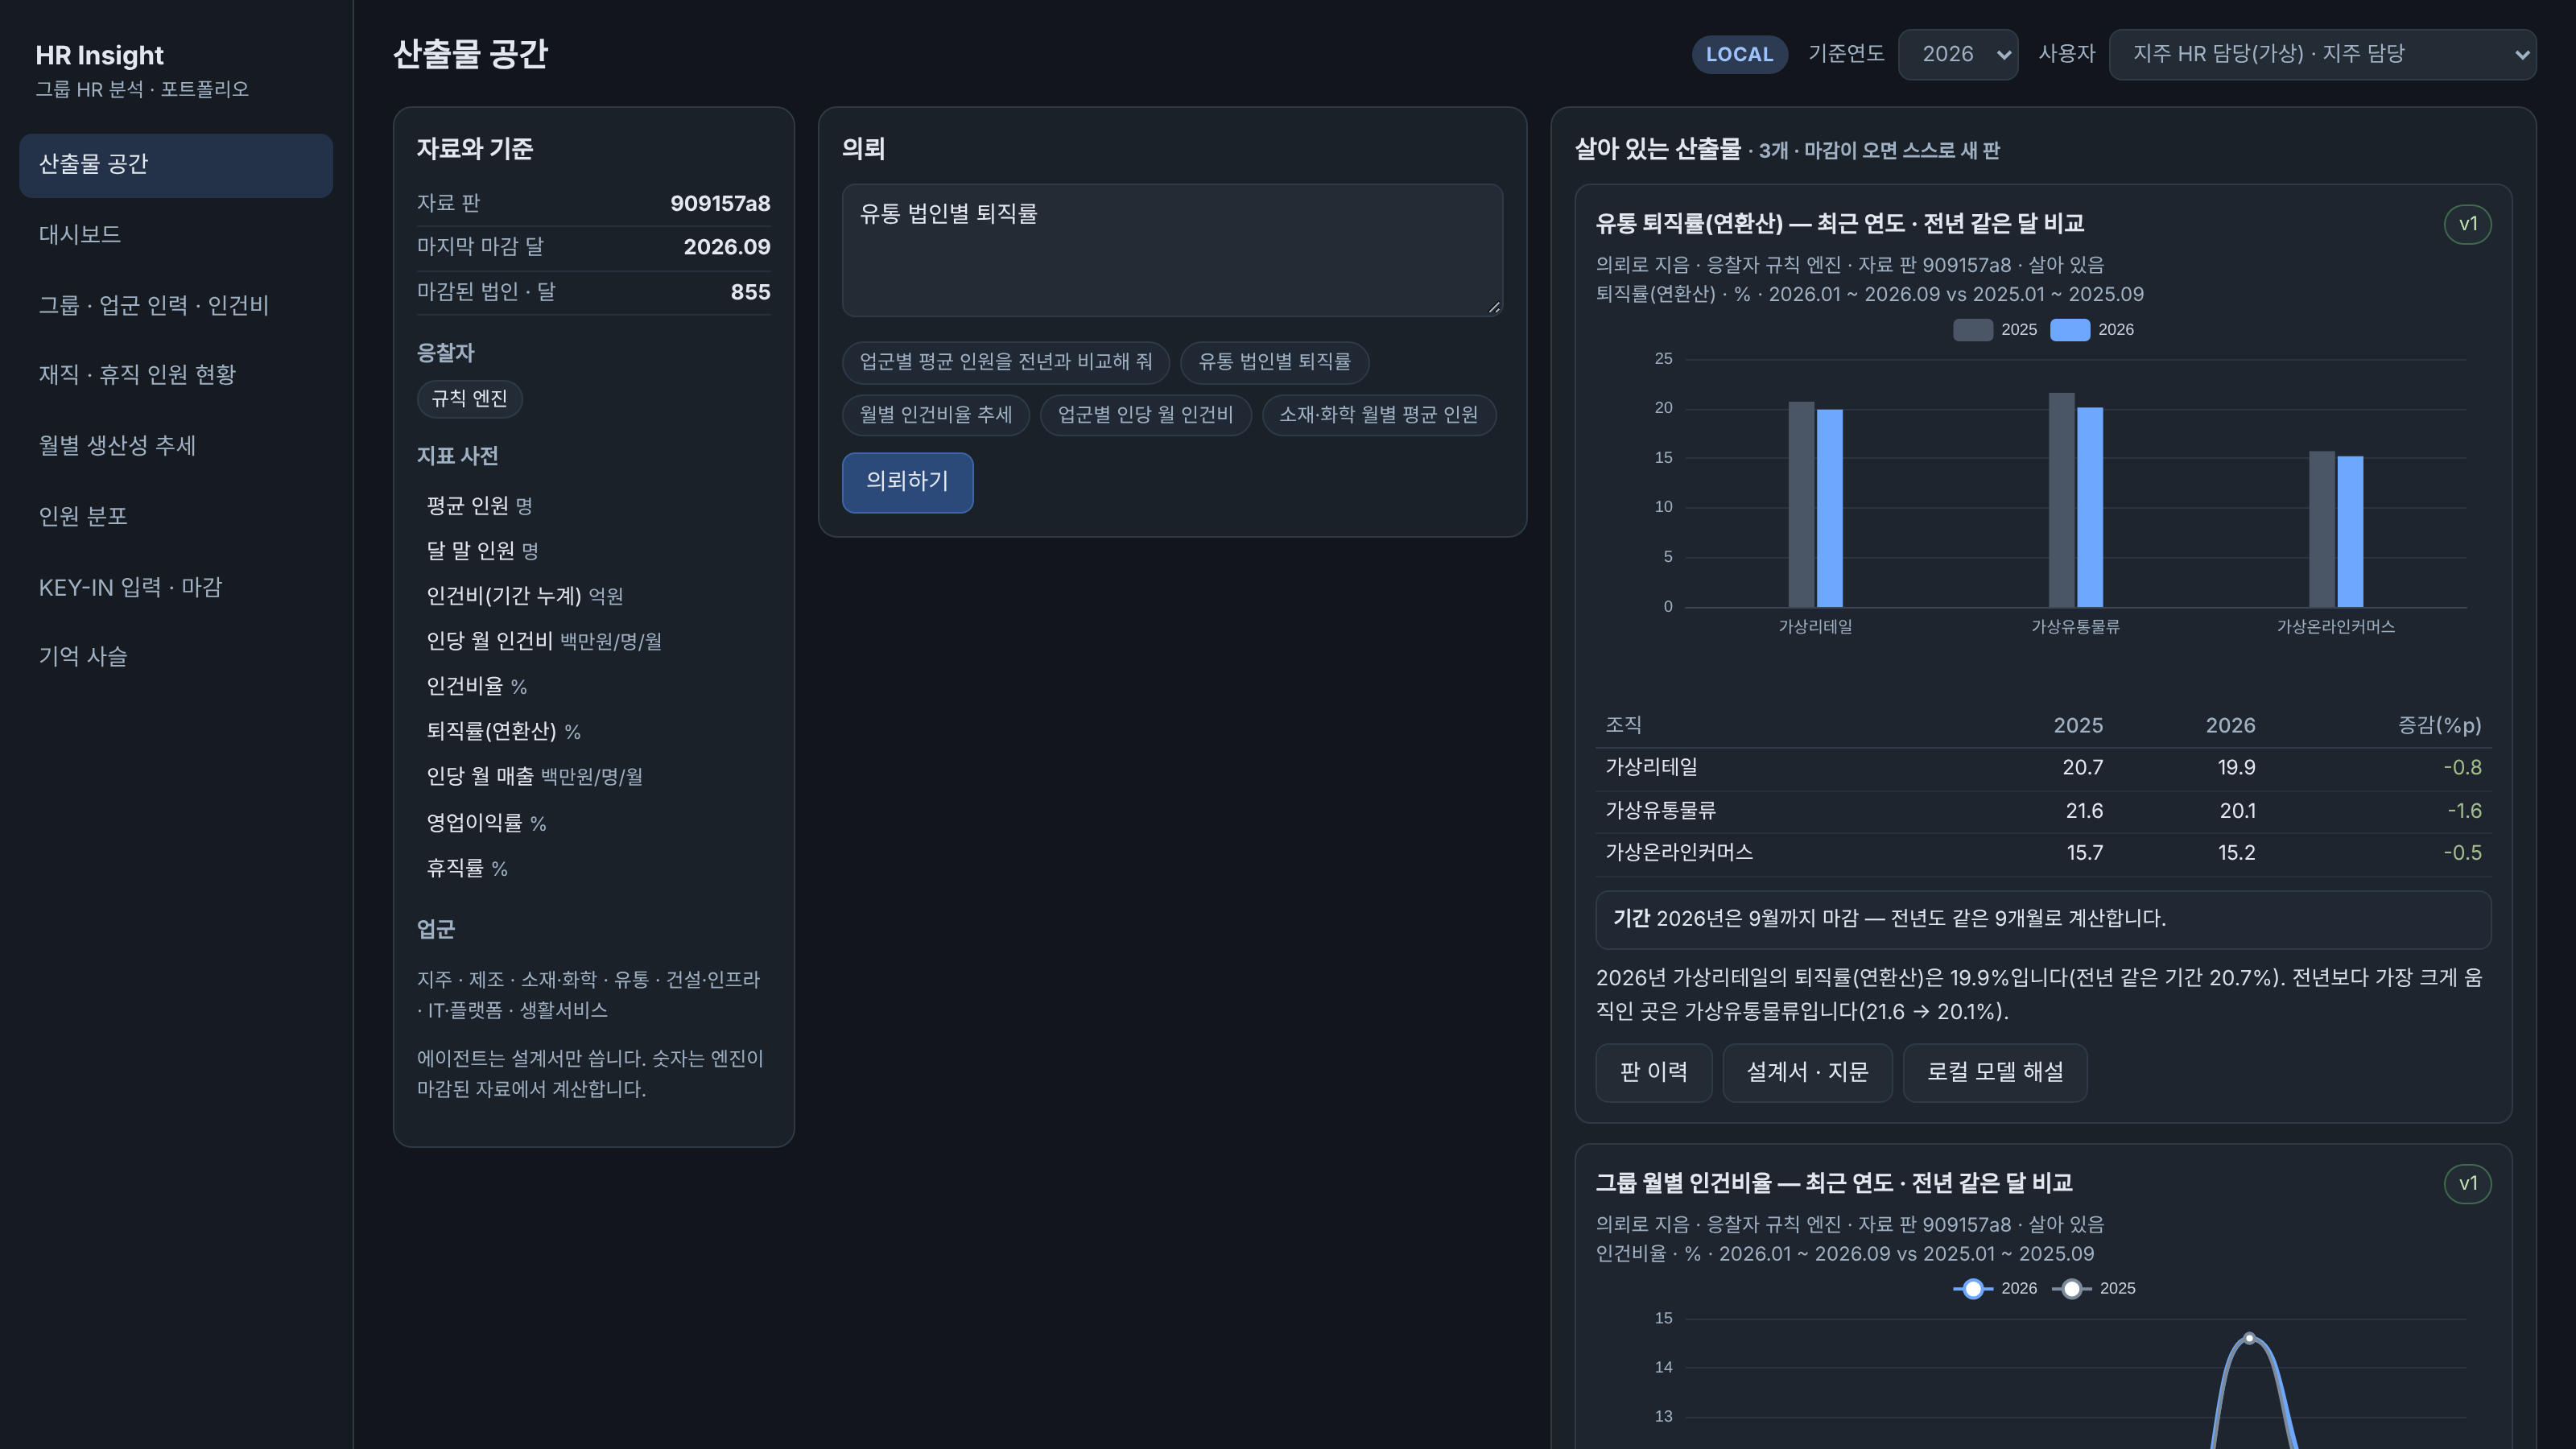 HR Insight
그룹 HR 분석 · 포트폴리오
산출물 공간
대시보드
그룹 · 업군 인력 · 인건비
재직 · 휴직 인원 현황
월별 생산성 추세
인원 분포
KEY-IN 입력 · 마감
기억 사슬
산출물 공간
LOCAL 기준연도 2026 사용자 지주 HR 담당(가상) · 지주 담당
자료와 기준
자료 판 909157a8
마지막 마감 달 2026.09
마감된 법인 · 달 855
응찰자
규칙 엔진
지표 사전
평균 인원 명
달 말 인원 명
인건비(기간 누계) 억원
인당 월 인건비 백만원/명/월
인건비율 %
퇴직률(연환산) %
인당 월 매출 백만원/명/월
영업이익률 %
휴직률 %
업군
지주 · 제조 · 소재·화학 · 유통 · 건설·인프라
· IT·플랫폼 · 생활서비스
에이전트는 설계서만 씁니다. 숫자는 엔진이
마감된 자료에서 계산합니다.
의뢰
유통 법인별 퇴직률
업군별 평균 인원을 전년과 비교해 줘 유통 법인별 퇴직률
월별 인건비율 추세 업군별 인당 월 인건비 소재·화학 월별 평균 인원
의뢰하기
살아 있는 산출물 · 3개 · 마감이 오면 스스로 새 판
유통 퇴직률(연환산) — 최근 연도 · 전년 같은 달 비교 v1
의뢰로 지음 · 응찰자 규칙 엔진 · 자료 판 909157a8 · 살아 있음
퇴직률(연환산) · % · 2026.01 ~ 2026.09 vs 2025.01 ~ 2025.09
2025 2026
25
20
15
10
5
0
가상리테일 가상유통물류 가상온라인커머스
조직 2025 2026 증감(%p)
가상리테일 20.7 19.9 -0.8
가상유통물류 21.6 20.1 -1.6
가상온라인커머스 15.7 15.2 -0.5
기간 2026년은 9월까지 마감 — 전년도 같은 9개월로 계산합니다.
2026년 가상리테일의 퇴직률(연환산)은 19.9%입니다(전년 같은 기간 20.7%). 전년보다 가장 크게 움
직인 곳은 가상유통물류입니다(21.6 → 20.1%).
판 이력 설계서 · 지문 로컬 모델 해설
그룹 월별 인건비율 — 최근 연도 · 전년 같은 달 비교 v1
의뢰로 지음 · 응찰자 규칙 엔진 · 자료 판 909157a8 · 살아 있음
인건비율 · % · 2026.01 ~ 2026.09 vs 2025.01 ~ 2025.09
2026 2025
15
14
13